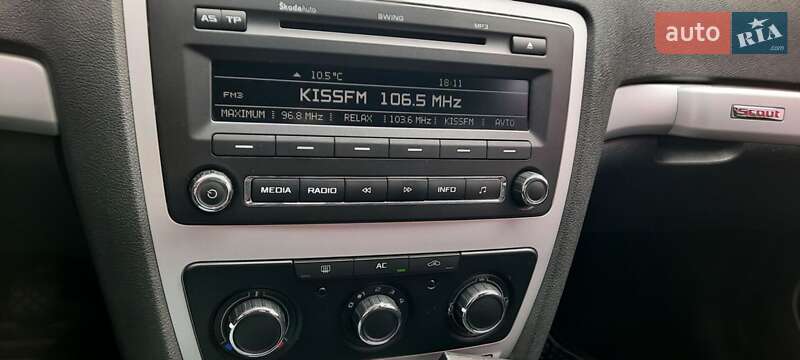 auto RIA .com
ŠkodaAuto SWING MP3
AS TP
10.5°C 18:11
FM3 KISSFM 106.5 MHz
MAXIMUM 96.8 MHz RELAX 103.6 MHz KISSFM AVTO
MEDIA RADIO INFO
AC
Scout